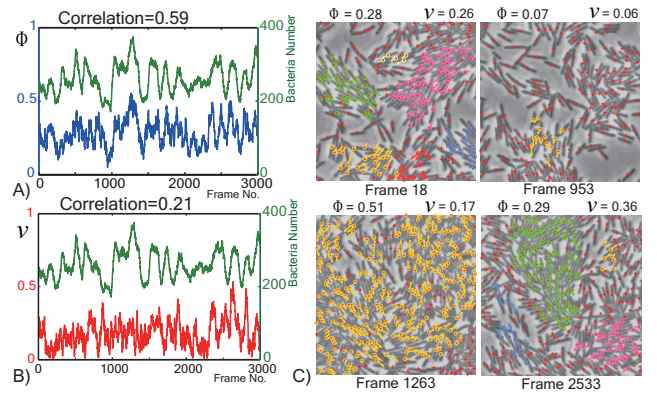 Correlation=0.59
1
400
Φ
0.5
200
0
0
Bacteria Number
0 1000 2000 3000
A)
Frame No.
Correlation=0.21
1
400
ν
0.5
200
0
0
Bacteria Number
0 1000 2000 3000
B)
Frame No.
Φ = 0.28 ν = 0.26
Φ = 0.07 ν = 0.06
Frame 18
Frame 953
Φ = 0.51 ν = 0.17
Φ = 0.29 ν = 0.36
C)
Frame 1263
Frame 2533